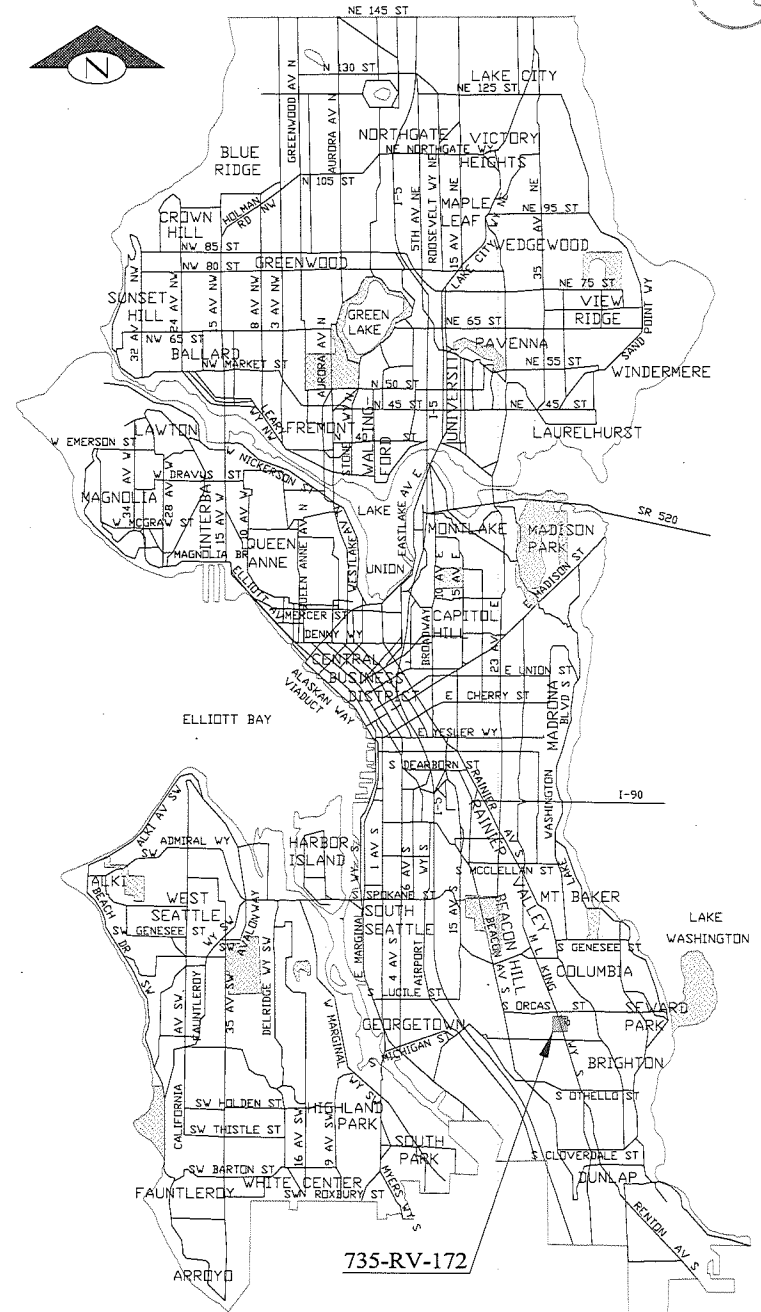 NE 145 ST
N
N 130 ST
LAKE CITY
NE 125 ST
GREENWOOD AV N
AURORA AV N
NORTHGATE
VICTORY
HEIGHTS
NE NORTHGATE WY
BLUE
RIDGE
N 105 ST
I-5
5TH AV NE
ROOSEVELT WY NE
15 AV NE
MAPLE
LEAF
LAKE CITY WY NE
35 AV NE
NE 95 ST
WEDGEWOOD
CROWN
HILL
HOLMAN
RD NW
NW 85 ST
NW 80 ST
GREENWOOD
SUNSET
HILL
32 AV NW
24 AV NW
15 AV NW
8 AV NW
3 AV NW
GREEN
LAKE
NE 75 ST
VIEW
RIDGE
SAND POINT WY
NE 65 ST
RAVENNA
NW 65 ST
BALLARD
NW MARKET ST
AURORA AV N
NE 55 ST
WINDERMERE
N 50 ST
N 45 ST
I-5
UNIVERSITY
NE 45 ST
LAURELHURST
LEARY
WY NW
FREMONT
STONE WY N
WALLING-
FORD
N 40 ST
LAWTON
W EMERSON ST
W NICKERSON ST
W DRAVUS ST
MAGNOLIA
34 AV W
28 AV W
W MCGRAW ST
INTERBAY
15 AV W
10 AV W
MAGNOLIA BR
QUEEN
ANNE
QUEEN ANNE AV N
WESTLAKE AV N
LAKE
UNION
EASTLAKE AV E
MONTLAKE
MADISON
PARK
SR 520
10 AV E
15 AV E
CAPITOL
HILL
E MADISON ST
23 AV E
BROADWAY
ELLIOTT AV
MERCER ST
DENNY WY
CENTRAL
BUSINESS
DISTRICT
ALASKAN WAY
VIADUCT
E UNION ST
E CHERRY ST
MADRONA
E YESLER WY
ELLIOTT BAY
S DEARBORN ST
I-5
RAINIER AV S
I-90
LAKE WASHINGTON BLVD S
ALKI AV SW
ADMIRAL WY SW
HARBOR
ISLAND
1 AV S
6 AV S
AIRPORT WY S
15 AV S
RAINIER
VALLEY
S MCCLELLAN ST
MT BAKER
ALKI
BEACH DR SW
WEST
SEATTLE
SW GENESEE ST
AVALON WAY
SPOKANE ST
SOUTH
SEATTLE
E MARGINAL WY S
4 AV S
BEACON HILL
BEACON AV S
M L KING WY S
S GENESEE ST
COLUMBIA
LAKE
WASHINGTON
FAUNTLEROY WY SW
35 AV SW
DELRIDGE WY SW
S LUCILE ST
S ORCAS ST
SEWARD
PARK
GEORGETOWN
S MICHIGAN ST
W MARGINAL WY SW
BRIGHTON
S OTHELLO ST
CALIFORNIA AV SW
SW HOLDEN ST
HIGHLAND
PARK
SW THISTLE ST
16 AV SW
9 AV SW
SOUTH
PARK
S CLOVERDALE ST
DUNLAP
SW BARTON ST
FAUNTLEROY
WHITE CENTER
SW ROXBURY ST
MYERS WY S
RENTON AV S
735-RV-172
ARROYO